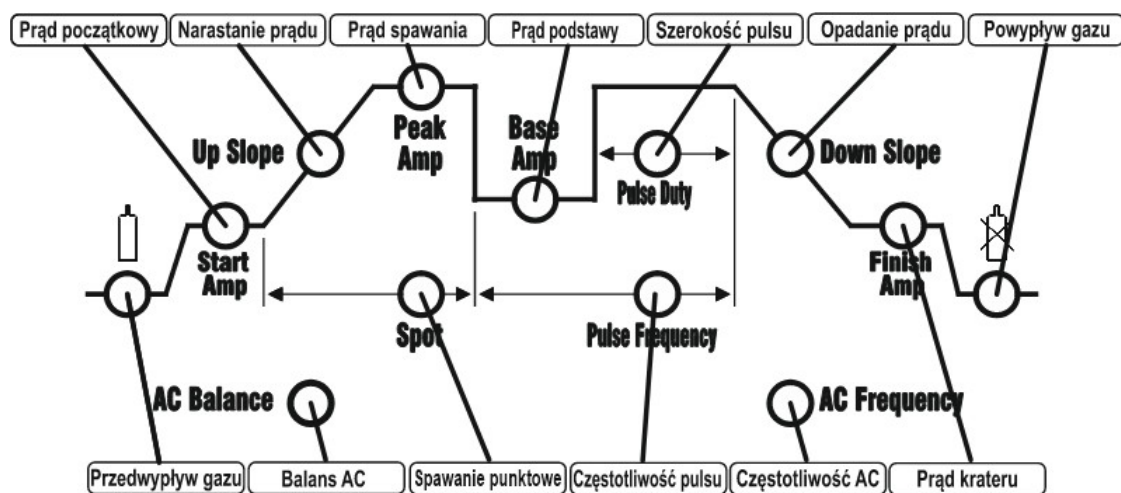 Prąd początkowy
Narastanie prądu
Prąd spawania
Prąd podstawy
Szerokość pulsu
Opadanie prądu
Powypływ gazu
Up Slope
Peak
Amp
Base
Amp
Pulse Duty
Down Slope
Start
Amp
Spot
Pulse Frequency
Finish
Amp
AC Balance
AC Frequency
Przedwypływ gazu
Balans AC
Spawanie punktowe
Częstotliwość pulsu
Częstotliwość AC
Prąd krateru